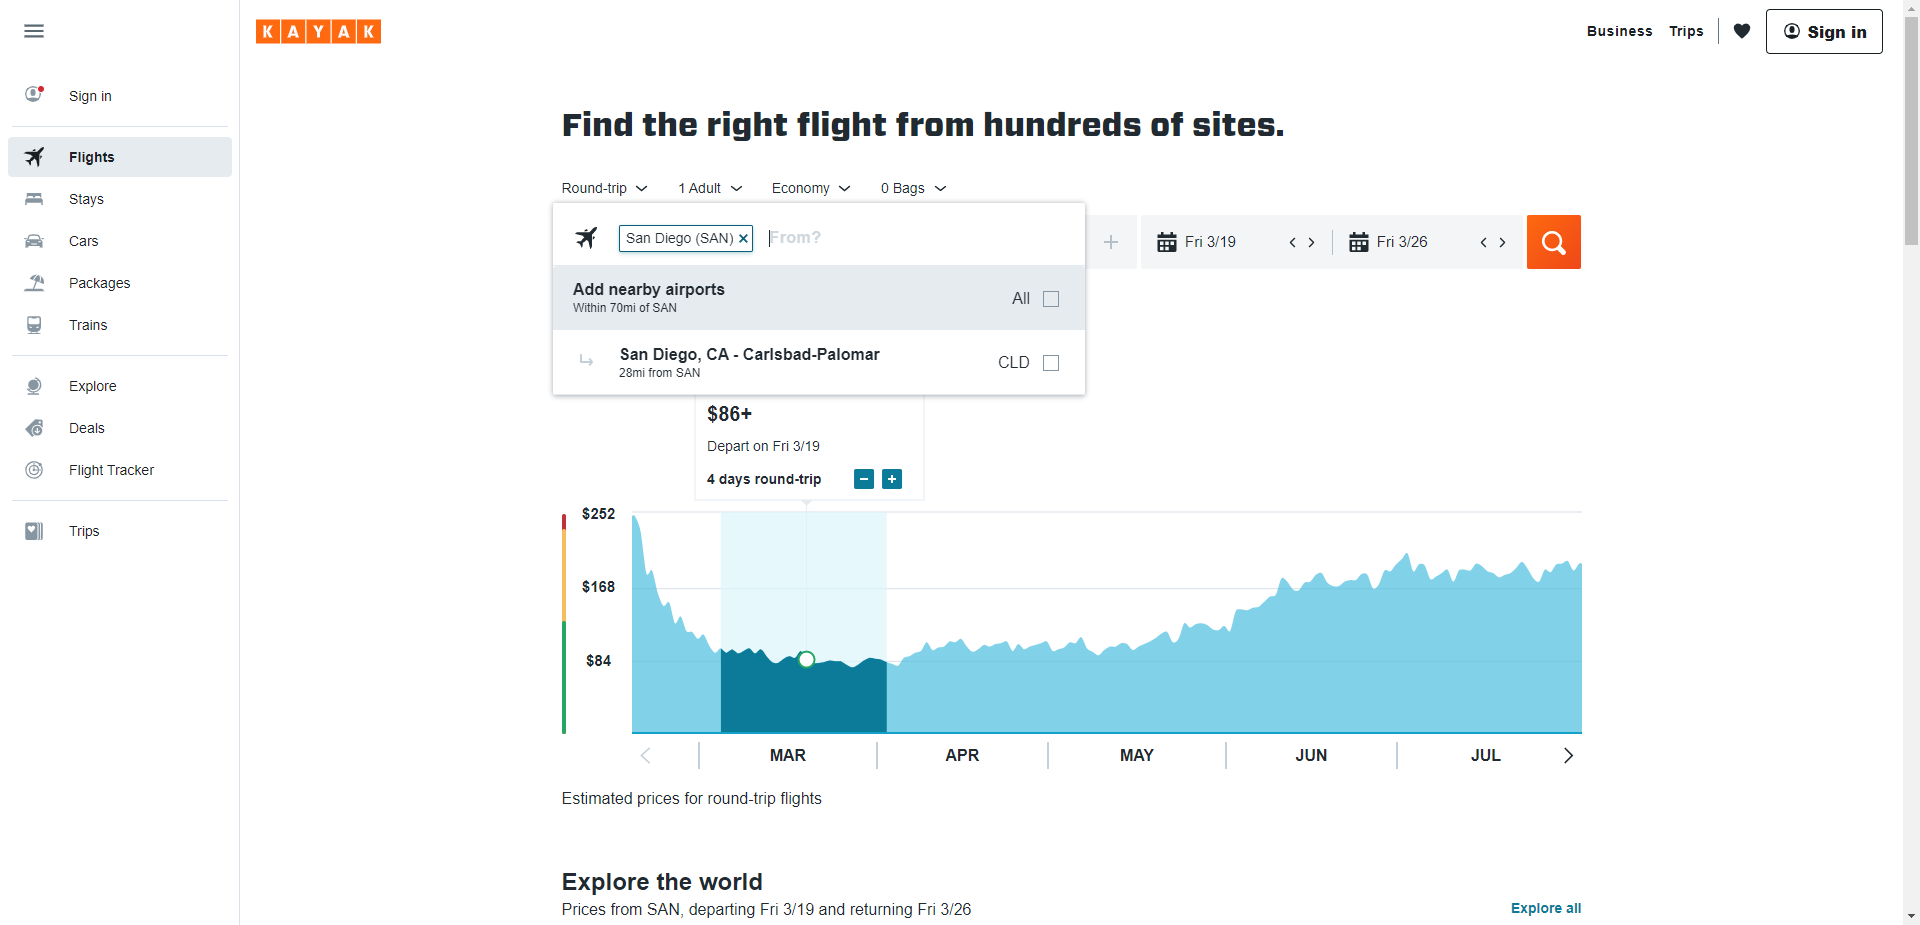 KAYAK
Business
Trips
Sign in
Sign in
Flights
Stays
Cars
Packages
Trains
Explore
Deals
Flight Tracker
Trips
Find the right flight from hundreds of sites.
Round-trip
1 Adult
Economy
0 Bags
San Diego (SAN) ×
From?
Fri 3/19
Fri 3/26
Add nearby airports
Within 70mi of SAN
All
San Diego, CA - Carlsbad-Palomar
28mi from SAN
CLD
$86+
Depart on Fri 3/19
4 days round-trip
$252
$168
$84
MAR
APR
MAY
JUN
JUL
Estimated prices for round-trip flights
Explore the world
Prices from SAN, departing Fri 3/19 and returning Fri 3/26
Explore all